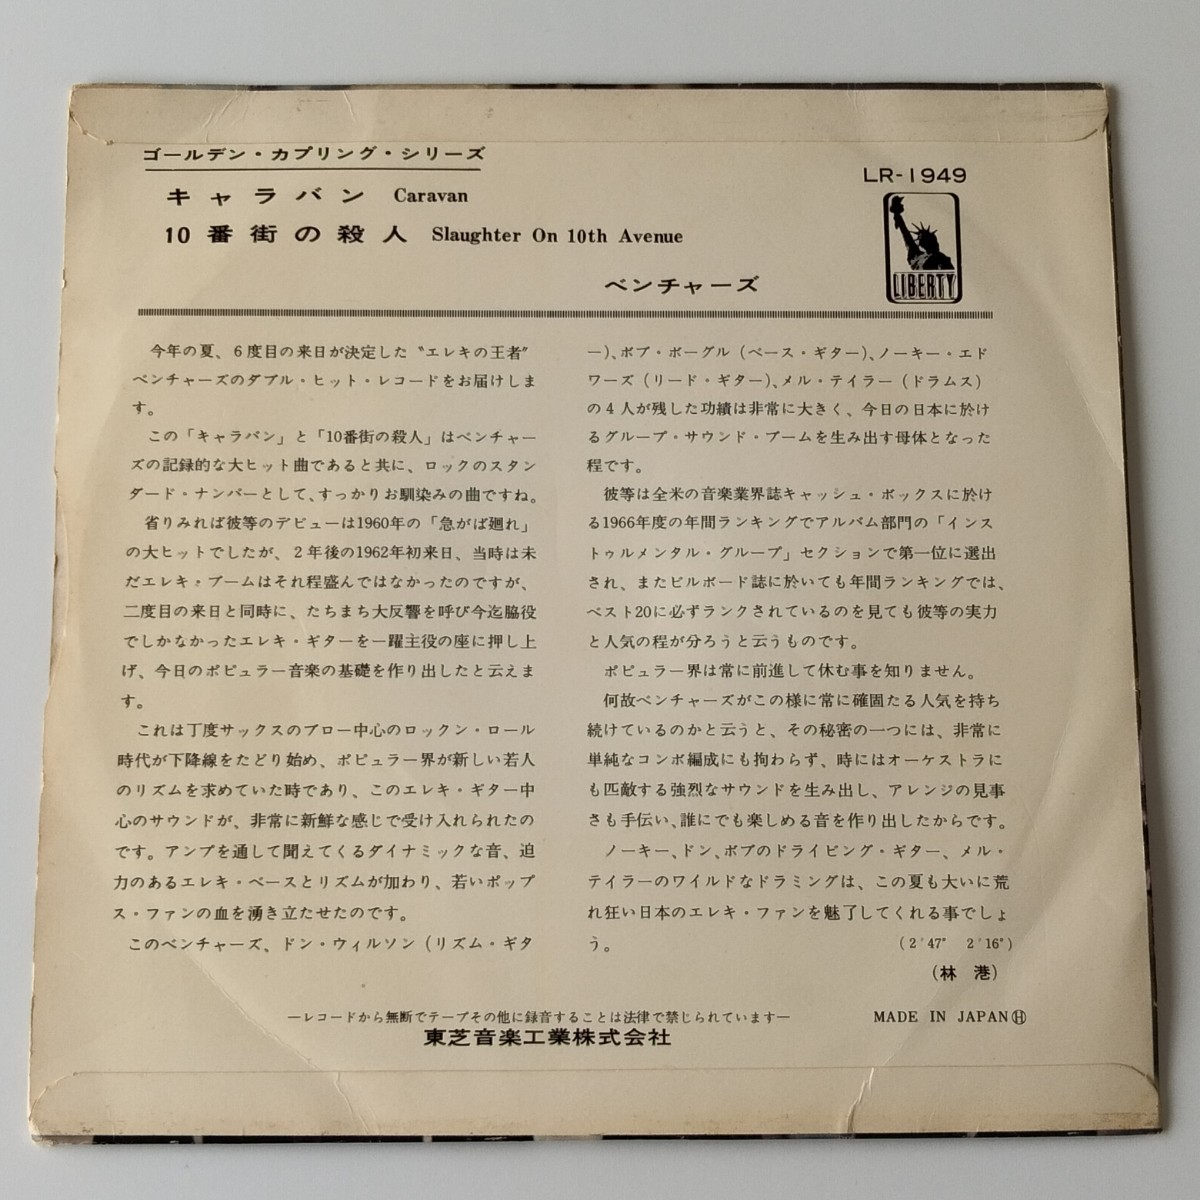 ゴールデン・カプリング・シリーズ
キャラバン Caravan
10番街の殺人 Slaughter On 10th Avenue
ベンチャーズ
LR-1949
LIBERTY
今年の夏、6度目の来日が決定した〝エレキの王者〞
ベンチャーズのダブル・ヒット・レコードをお届けしま
す。
この「キャラバン」と「10番街の殺人」はベンチャー
ズの記録的な大ヒット曲であると共に、ロックのスタン
ダード・ナンバーとして、すっかりお馴染みの曲ですね。
省りみれば彼等のデビューは1960年の「急がば廻れ」
の大ヒットでしたが、2年後の1962年初来日、当時は未
だエレキ・ブームはそれ程盛んではなかったのですが、
二度目の来日と同時に、たちまち大反響を呼び今迄脇役
でしかなかったエレキ・ギターを一躍主役の座に押し上
げ、今日のポピュラー音楽の基礎を作り出したと云えま
す。
これは丁度サックスのブロー中心のロックン・ロール
時代が下降線をたどり始め、ポピュラー界が新しい若人
のリズムを求めていた時であり、このエレキ・ギター中
心のサウンドが、非常に新鮮な感じで受け入れられたの
です。アンプを通して聞えてくるダイナミックな音、迫
力のあるエレキ・ベースとリズムが加わり、若いポップ
ス・ファンの血を湧き立たせたのです。
このベンチャーズ、ドン・ウィルソン（リズム・ギタ
ー）、ボブ・ボーグル（ベース・ギター）、ノーキー・エド
ワーズ（リード・ギター）、メル・テイラー（ドラムス）
の4人が残した功績は非常に大きく、今日の日本に於け
るグループ・サウンド・ブームを生み出す母体となった
程です。
彼等は全米の音楽業界誌キャッシュ・ボックスに於け
る1966年度の年間ランキングでアルバム部門の「インス
トゥルメンタル・グループ」セクションで第一位に選出
され、またビルボード誌に於いても年間ランキングでは、
ベスト20に必ずランクされているのを見ても彼等の実力
と人気の程が分ろうと云うものです。
ポピュラー界は常に前進して休む事を知りません。
何故ベンチャーズがこの様に常に確固たる人気を持ち
続けているのかと云うと、その秘密の一つには、非常に
単純なコンボ編成にも拘わらず、時にはオーケストラに
も匹敵する強烈なサウンドを生み出し、アレンジの見事
さも手伝い、誰にでも楽しめる音を作り出したからです。
ノーキー、ドン、ボブのドライビング・ギター、メル・
テイラーのワイルドなドラミングは、この夏も大いに荒
れ狂い日本のエレキ・ファンを魅了してくれる事でしょ
う。 （2′47″ 2′16″）
（林 港）
―レコードから無断でテープその他に録音することは法律で禁じられています―
東芝音楽工業株式会社
MADE IN JAPAN Ⓗ